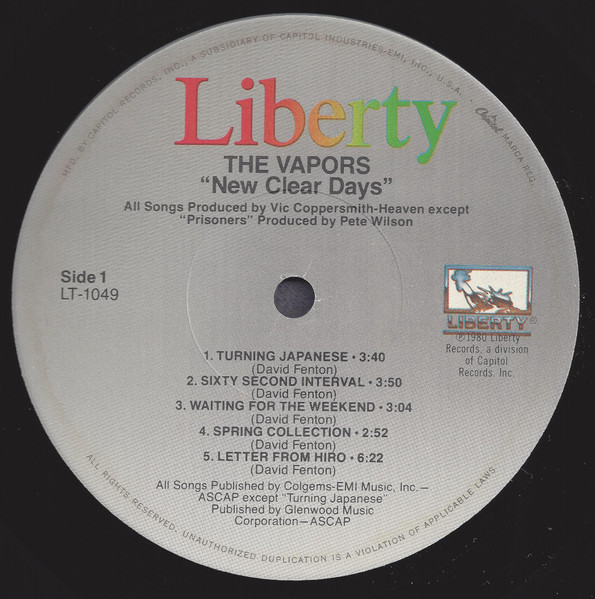 MFD. BY CAPITOL RECORDS, INC., A SUBSIDIARY OF CAPITOL INDUSTRIES-EMI, INC., U.S.A. · Capitol MARCA REG.
Liberty
THE VAPORS
“New Clear Days”
All Songs Produced by Vic Coppersmith-Heaven except
“Prisoners” Produced by Pete Wilson
Side 1
LT-1049
LIBERTY®
℗1980 Liberty
Records, a division
of Capitol
Records, Inc.
1. TURNING JAPANESE • 3:40
(David Fenton)
2. SIXTY SECOND INTERVAL • 3:50
(David Fenton)
3. WAITING FOR THE WEEKEND • 3:04
(David Fenton)
4. SPRING COLLECTION • 2:52
(David Fenton)
5. LETTER FROM HIRO • 6:22
(David Fenton)
All Songs Published by Colgems-EMI Music, Inc.—
ASCAP except "Turning Japanese"
Published by Glenwood Music
Corporation—ASCAP
ALL RIGHTS RESERVED. UNAUTHORIZED DUPLICATION IS A VIOLATION OF APPLICABLE LAWS